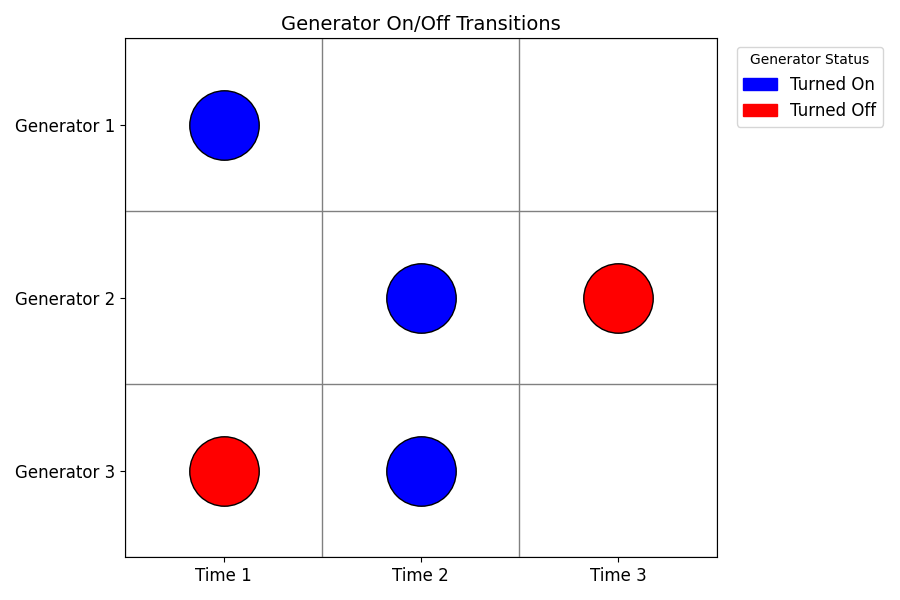 Generator On/Off Transitions
Generator Status
Turned On
Turned Off
Generator 1
Generator 2
Generator 3
Time 1
Time 2
Time 3